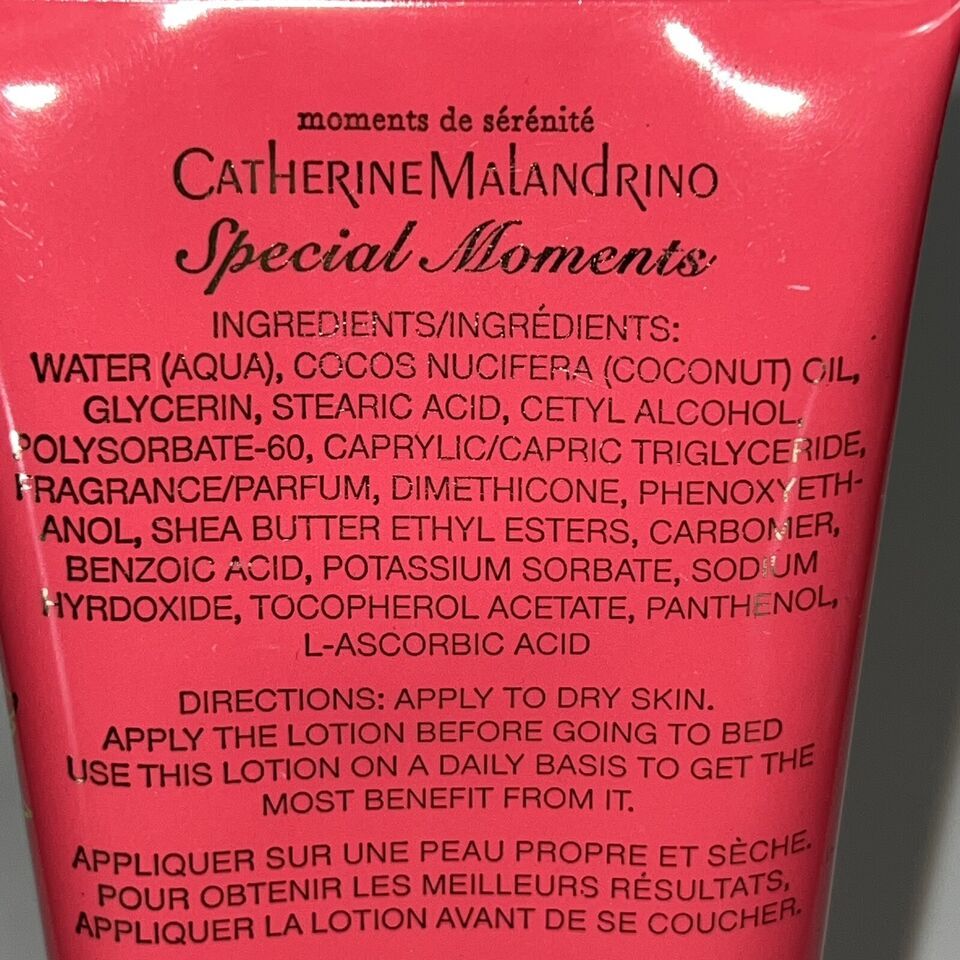 moments de sérénité
CATHERINE MALANDRINO
Special Moments
INGREDIENTS/INGRÉDIENTS:
WATER (AQUA), COCOS NUCIFERA (COCONUT) OIL,
GLYCERIN, STEARIC ACID, CETYL ALCOHOL,
POLYSORBATE-60, CAPRYLIC/CAPRIC TRIGLYCERIDE,
FRAGRANCE/PARFUM, DIMETHICONE, PHENOXYETH-
ANOL, SHEA BUTTER ETHYL ESTERS, CARBOMER,
BENZOIC ACID, POTASSIUM SORBATE, SODIUM
HYRDOXIDE, TOCOPHEROL ACETATE, PANTHENOL,
L-ASCORBIC ACID
DIRECTIONS: APPLY TO DRY SKIN.
APPLY THE LOTION BEFORE GOING TO BED
USE THIS LOTION ON A DAILY BASIS TO GET THE
MOST BENEFIT FROM IT.
APPLIQUER SUR UNE PEAU PROPRE ET SÈCHE.
POUR OBTENIR LES MEILLEURS RÉSULTATS,
APPLIQUER LA LOTION AVANT DE SE COUCHER.